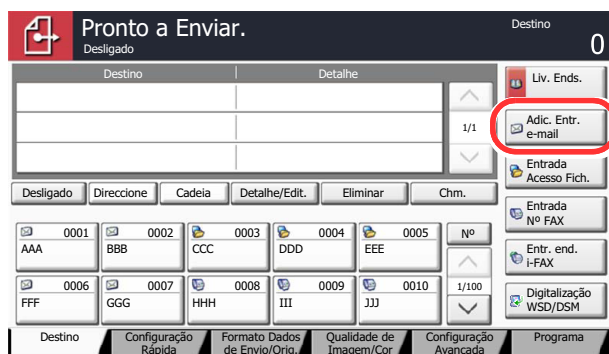 Pronto a Enviar.
Desligado
Destino
0
Destino Detalhe
1/1
Liv. Ends.
Adic. Entr.
e-mail
Entrada
Acesso Fich.
Entrada
Nº FAX
Entr. end.
i-FAX
Digitalização
WSD/DSM
Desligado Direccione Cadeia Detalhe/Edit. Eliminar Chm.
0001 0002 0003 0004 0005 Nº
AAA BBB CCC DDD EEE
0006 0007 0008 0009 0010 1/100
FFF GGG HHH III JJJ
Destino
Configuração
Rápida
Formato Dados
de Envio/Orig.
Qualidade de
Imagem/Cor
Configuração
Avançada
Programa